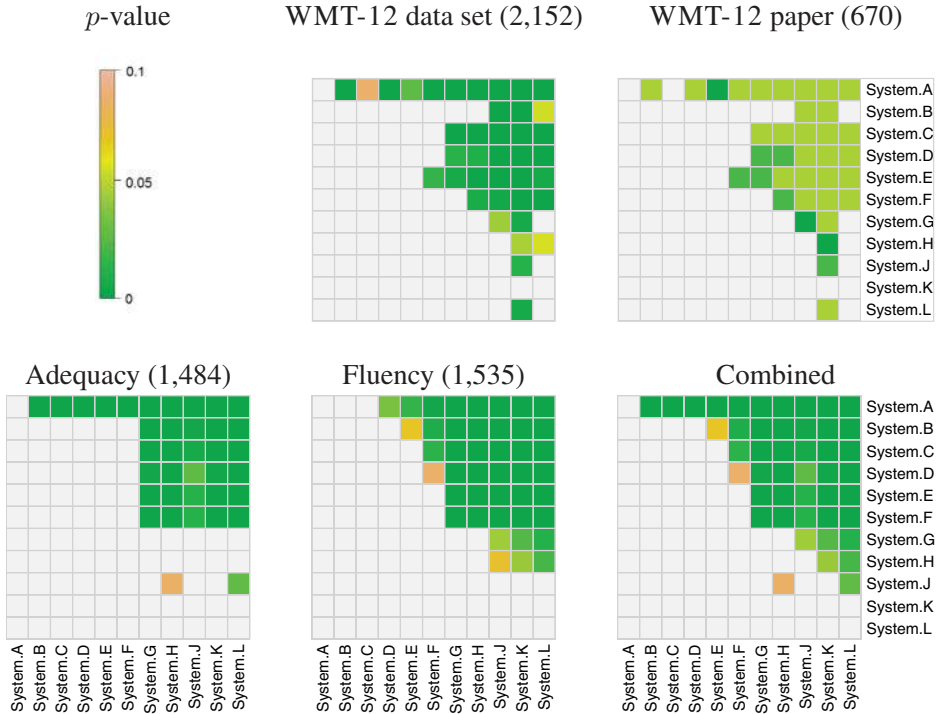 p-value
WMT-12 data set (2,152)
WMT-12 paper (670)
0.1
0.05
0
System.A
System.B
System.C
System.D
System.E
System.F
System.G
System.H
System.J
System.K
System.L
Adequacy (1,484)
Fluency (1,535)
Combined
System.A
System.B
System.C
System.D
System.E
System.F
System.G
System.H
System.J
System.K
System.L
System.A
System.B
System.C
System.D
System.E
System.F
System.G
System.H
System.J
System.K
System.L
System.A
System.B
System.C
System.D
System.E
System.F
System.G
System.H
System.J
System.K
System.L
System.A
System.B
System.C
System.D
System.E
System.F
System.G
System.H
System.J
System.K
System.L